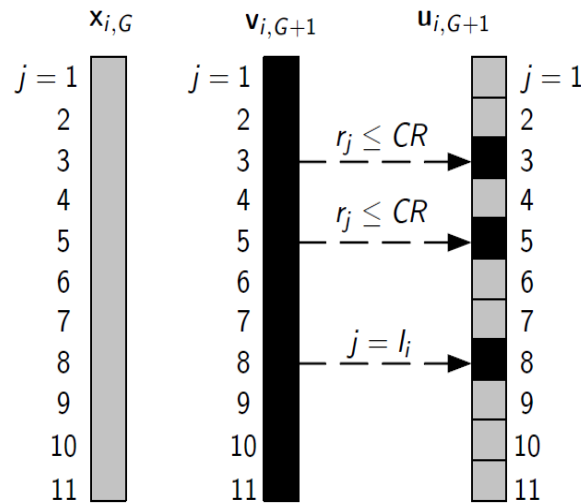 x_{i,G} v_{i,G+1} u_{i,G+1}
j = 1 j = 1 j = 1
2 2 2
3 3 r_j ≤ CR 3
4 4 4
5 5 r_j ≤ CR 5
6 6 6
7 7 7
8 8 j = I_i 8
9 9 9
10 10 10
11 11 11